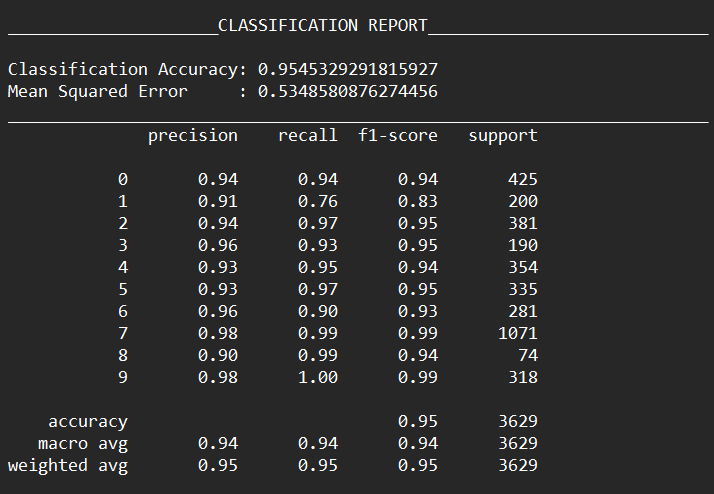 _____________________CLASSIFICATION REPORT____________________________
Classification Accuracy: 0.9545329291815927
Mean Squared Error     : 0.5348580876274456
______________________________________________________________________
              precision    recall  f1-score   support
           0       0.94      0.94      0.94       425
           1       0.91      0.76      0.83       200
           2       0.94      0.97      0.95       381
           3       0.96      0.93      0.95       190
           4       0.93      0.95      0.94       354
           5       0.93      0.97      0.95       335
           6       0.96      0.90      0.93       281
           7       0.98      0.99      0.99      1071
           8       0.90      0.99      0.94        74
           9       0.98      1.00      0.99       318
    accuracy                           0.95      3629
   macro avg       0.94      0.94      0.94      3629
weighted avg       0.95      0.95      0.95      3629